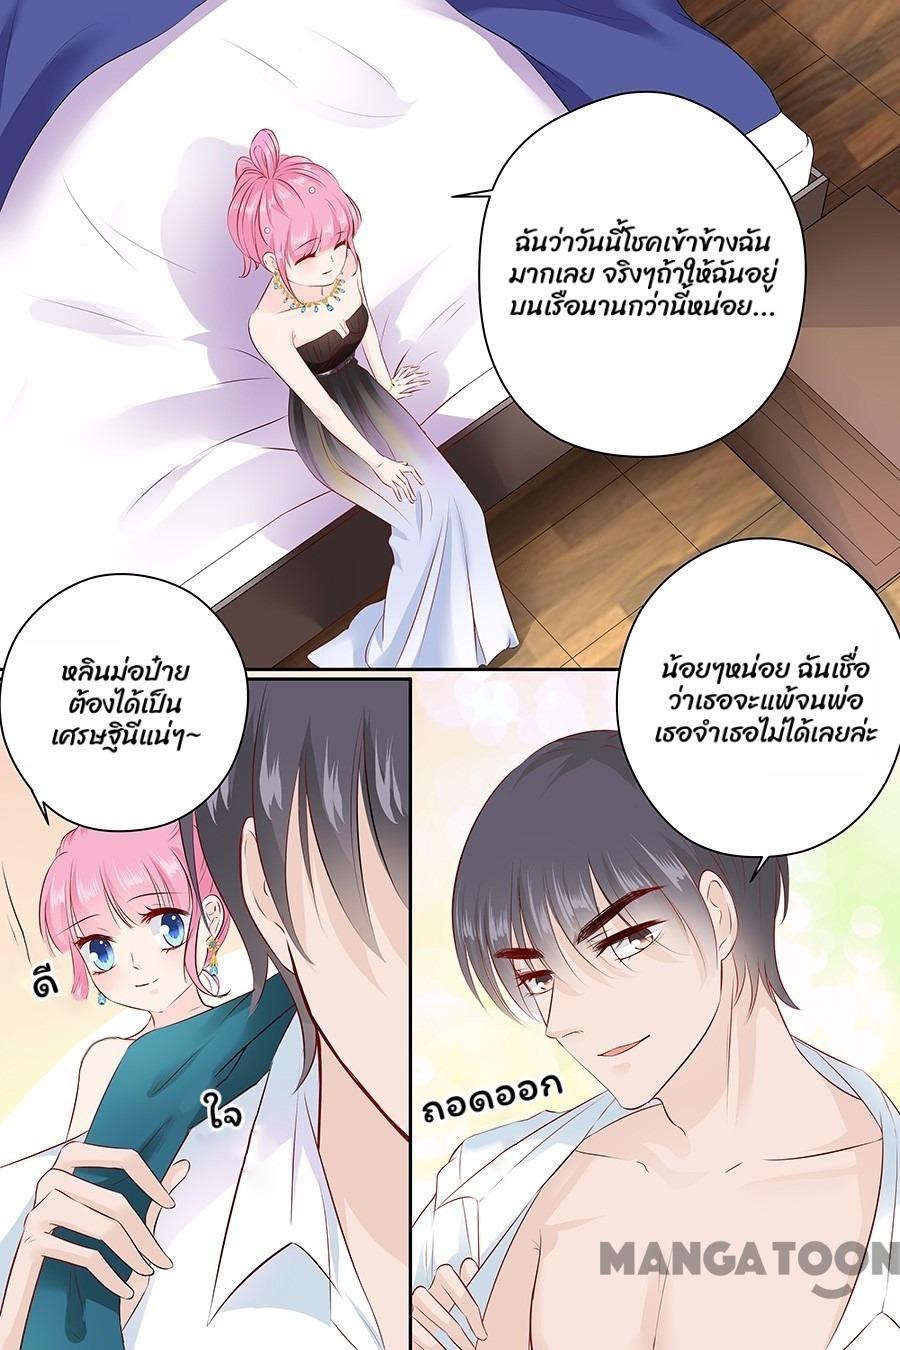 ฉันว่าวันนี้โชคเข้าข้างฉัน
มากเลย จริงๆถ้าให้ฉันอยู่
บนเรือนานกว่านี้หน่อย...
หลินม่อป๋าย
ต้องได้เป็น
เศรษฐินีแน่ๆ~
น้อยๆหน่อย ฉันเชื่อ
ว่าเธอจะแพ้จนพ่อ
เธอจำเธอไม่ได้เลยล่ะ
ดี
ใจ
ถอดออก
MANGATOON